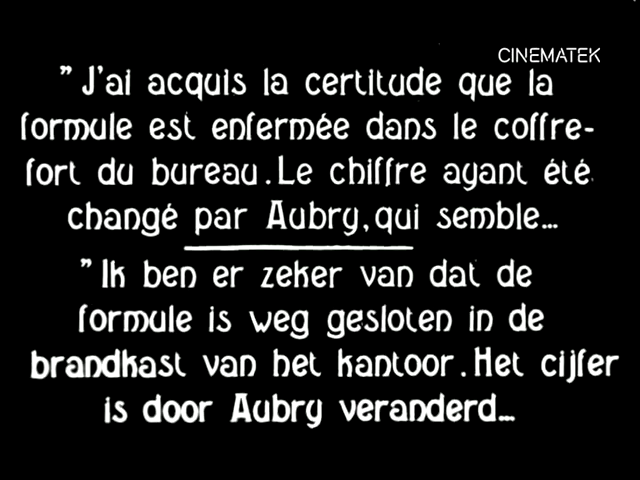 CINEMATEK
"J'ai acquis la certitude que la
formule est enfermée dans le coffre-
fort du bureau. Le chiffre ayant été
changé par Aubry, qui semble...
"Ik ben er zeker van dat de
formule is weg gesloten in de
brandkast van het kantoor. Het cijfer
is door Aubry veranderd...